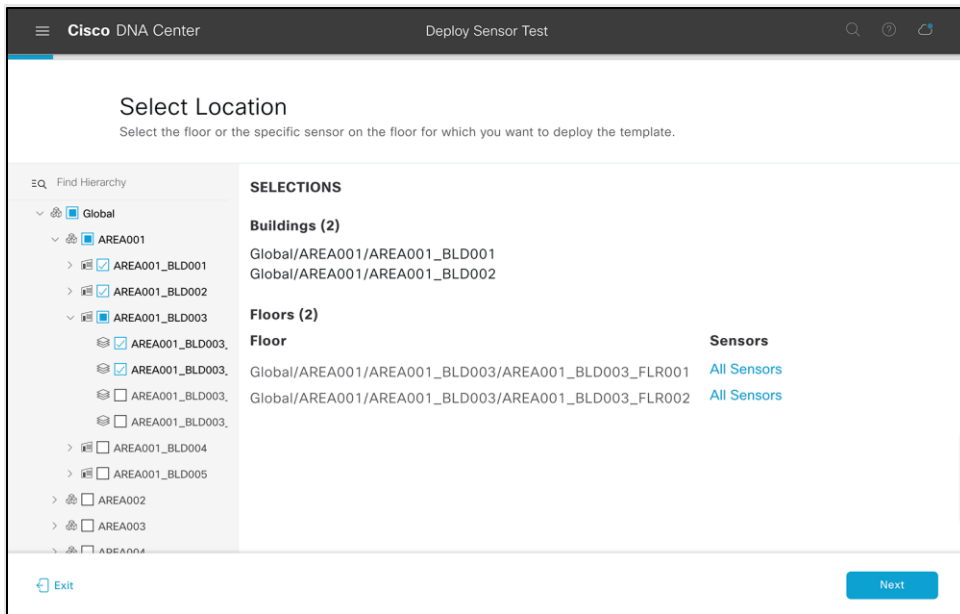 Cisco DNA Center
Deploy Sensor Test
Select Location
Select the floor or the specific sensor on the floor for which you want to deploy the template.
Find Hierarchy
Global
AREA001
AREA001_BLD001
AREA001_BLD002
AREA001_BLD003
AREA001_BLD003_
AREA001_BLD003_
AREA001_BLD003_
AREA001_BLD003_
AREA001_BLD004
AREA001_BLD005
AREA002
AREA003
AREA004
SELECTIONS
Buildings (2)
Global/AREA001/AREA001_BLD001
Global/AREA001/AREA001_BLD002
Floors (2)
Floor Sensors
Global/AREA001/AREA001_BLD003/AREA001_BLD003_FLR001 All Sensors
Global/AREA001/AREA001_BLD003/AREA001_BLD003_FLR002 All Sensors
Exit
Next